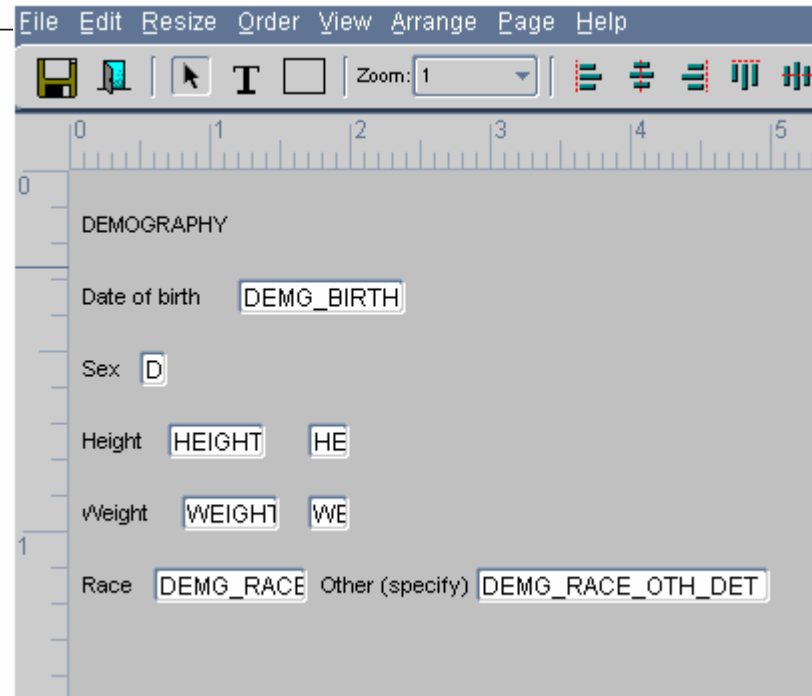 File Edit Resize Order View Arrange Page Help
T Zoom: 1
0 1 2 3 4 5
0
DEMOGRAPHY
Date of birth DEMG_BIRTH
Sex D
Height HEIGHT HE
Weight WEIGHT WE
1
Race DEMG_RACE Other (specify) DEMG_RACE_OTH_DET